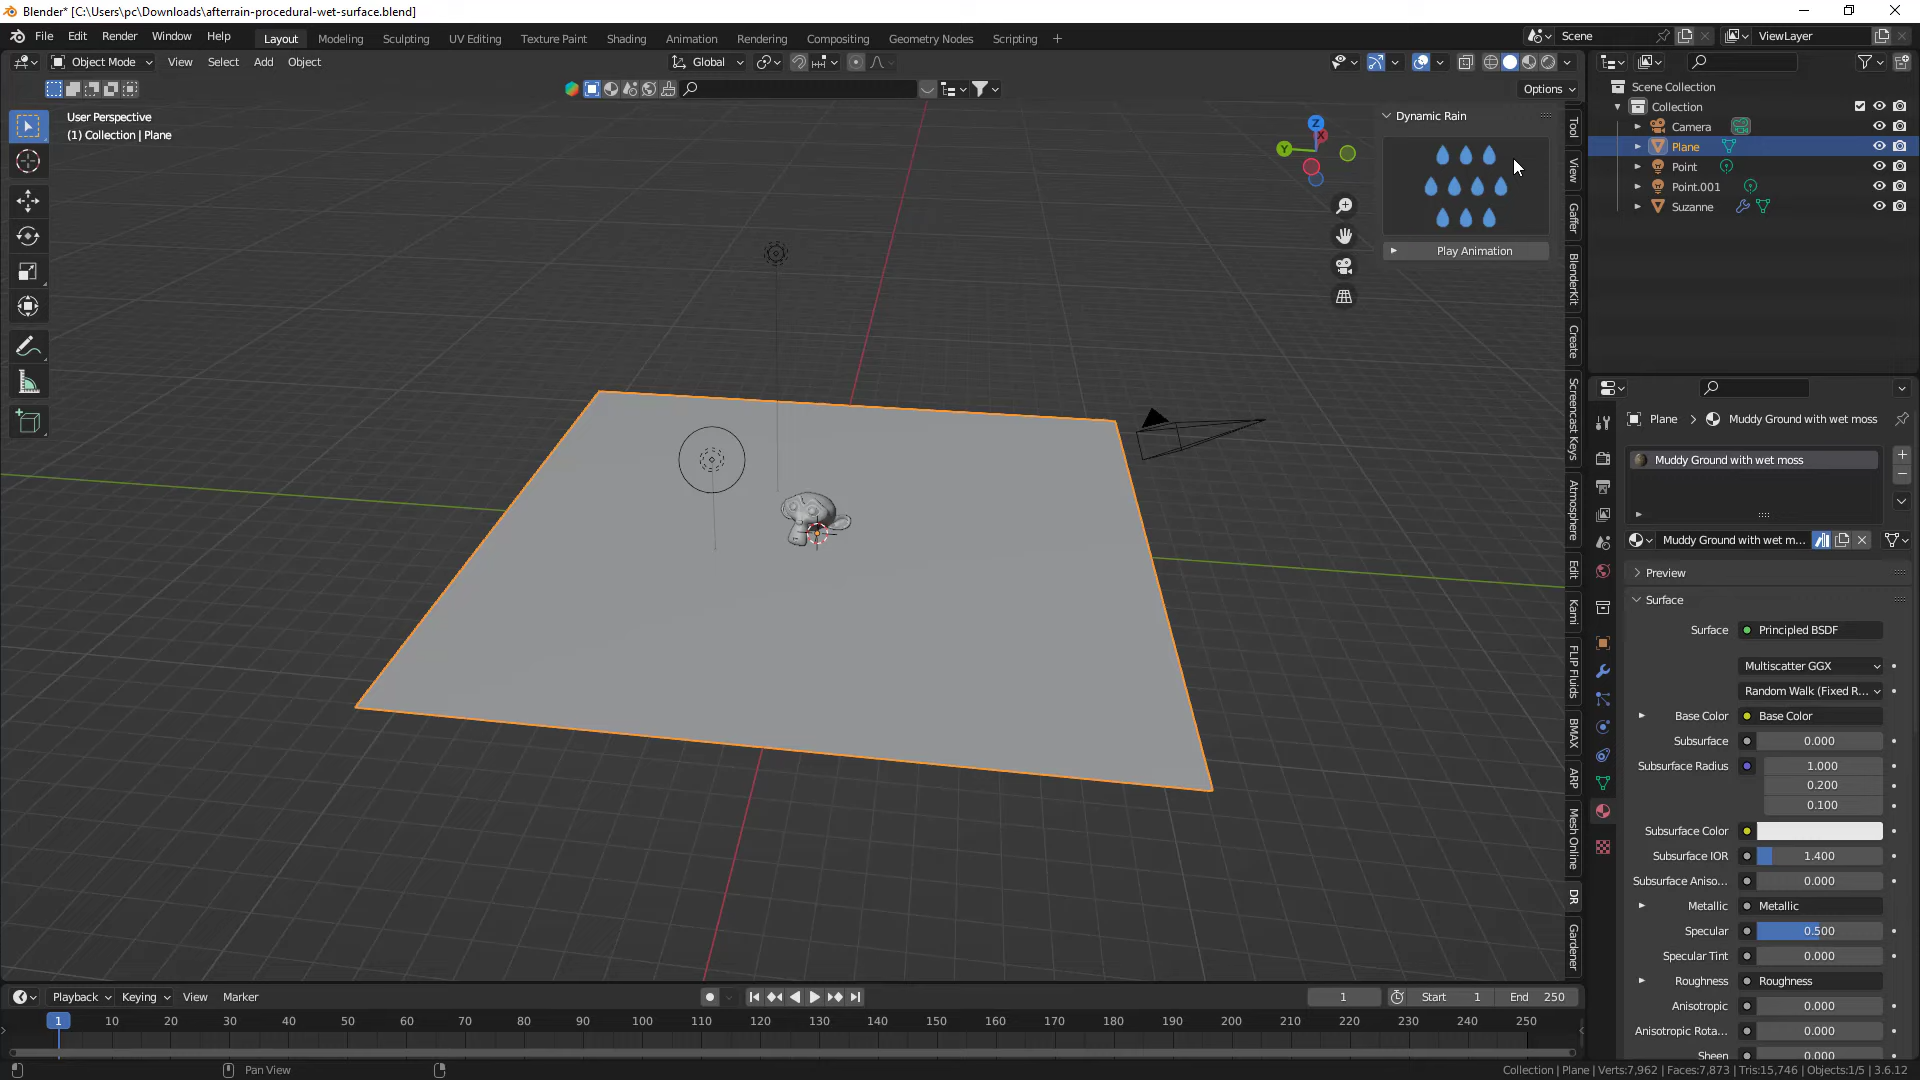 Blender* [C:\Users\pc\Downloads\afterrain-procedural-wet-surface.blend]
File Edit Render Window Help Layout Modeling Sculpting UV Editing Texture Paint Shading Animation Rendering Compositing Geometry Nodes Scripting + Scene ViewLayer
Object Mode View Select Add Object Global
Options
User Perspective
(1) Collection | Plane
Z
X
Y
Dynamic Rain
Play Animation
Tool
View
Gaffer
BlenderKit
Create
Screencast Keys
Atmosphere
Edit
Kami
FLIP Fluids
BMAX
ARP
Mesh Online
DR
Gardener
Scene Collection
Collection
Camera
Plane
Point
Point.001
Suzanne
Plane > Muddy Ground with wet moss
Muddy Ground with wet moss
Muddy Ground with wet m...
Preview
Surface
Surface Principled BSDF
Multiscatter GGX
Random Walk (Fixed R...
Base Color Base Color
Subsurface 0.000
Subsurface Radius 1.000
0.200
0.100
Subsurface Color
Subsurface IOR 1.400
Subsurface Aniso... 0.000
Metallic Metallic
Specular 0.500
Specular Tint 0.000
Roughness Roughness
Anisotropic 0.000
Anisotropic Rota... 0.000
Sheen 0.000
Playback Keying View Marker 1 Start 1 End 250
1 10 20 30 40 50 60 70 80 90 100 110 120 130 140 150 160 170 180 190 200 210 220 230 240 250
Pan View
Collection | Plane | Verts:7,962 | Faces:7,873 | Tris:15,746 | Objects:1/5 | 3.6.12